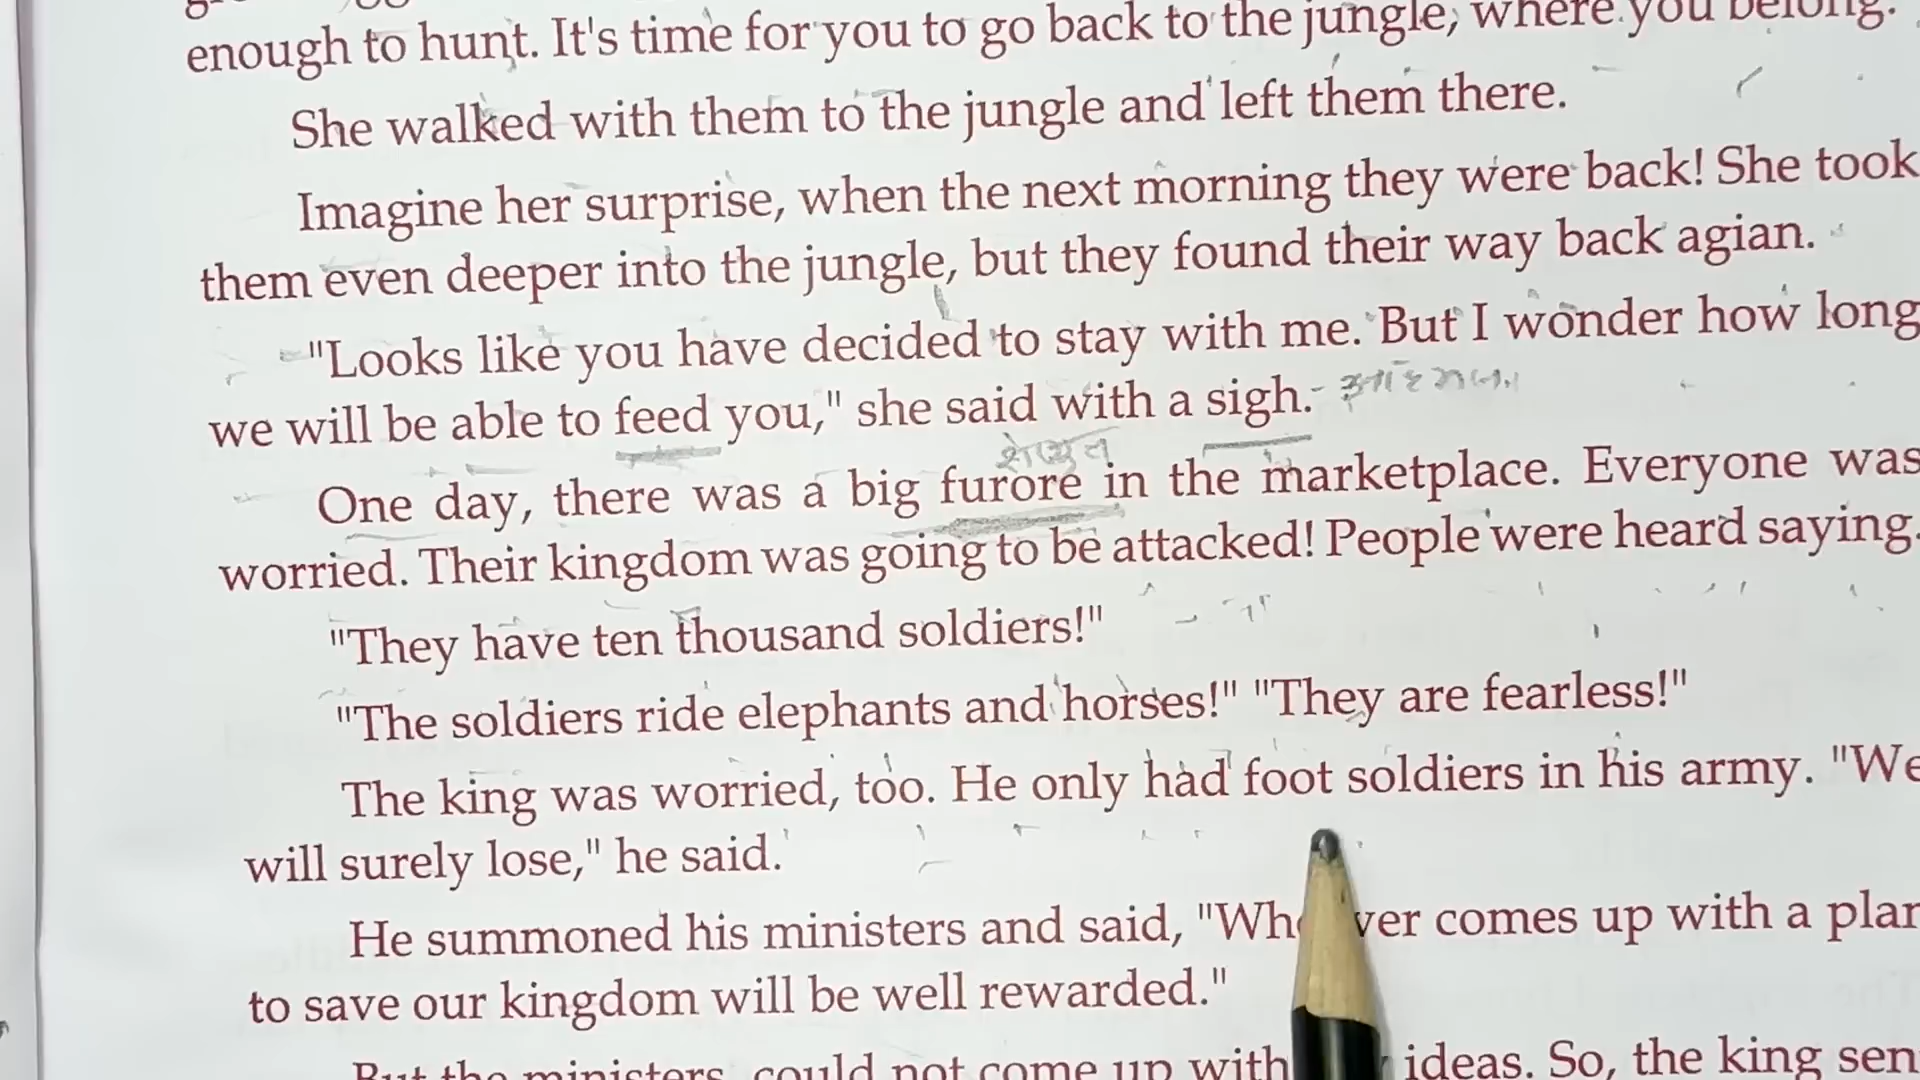 enough to hunt. It's time for you to go back to the jungle, where you belong.
She walked with them to the jungle and left them there.
Imagine her surprise, when the next morning they were back! She took
them even deeper into the jungle, but they found their way back agian.
"Looks like you have decided to stay with me. But I wonder how long
we will be able to feed you," she said with a sigh.
One day, there was a big furore in the marketplace. Everyone was
worried. Their kingdom was going to be attacked! People were heard saying.
"They have ten thousand soldiers!"
"The soldiers ride elephants and horses!" "They are fearless!"
The king was worried, too. He only had foot soldiers in his army. "We
will surely lose," he said.
He summoned his ministers and said, " comes up with a plan
to save our kingdom will be well rewarded."
But the ministers could not come up with ideas. So, the king sen